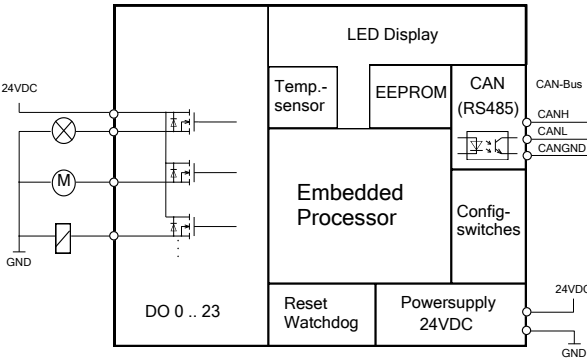 LED Display
Temp.-
sensor
EEPROM
CAN
(RS485)
CAN-Bus
24VDC
CANH
CANL
CANGND
M
Embedded
Processor
Config-
switches
GND
DO 0 .. 23
Reset
Watchdog
Powersupply
24VDC
24VDC
GND